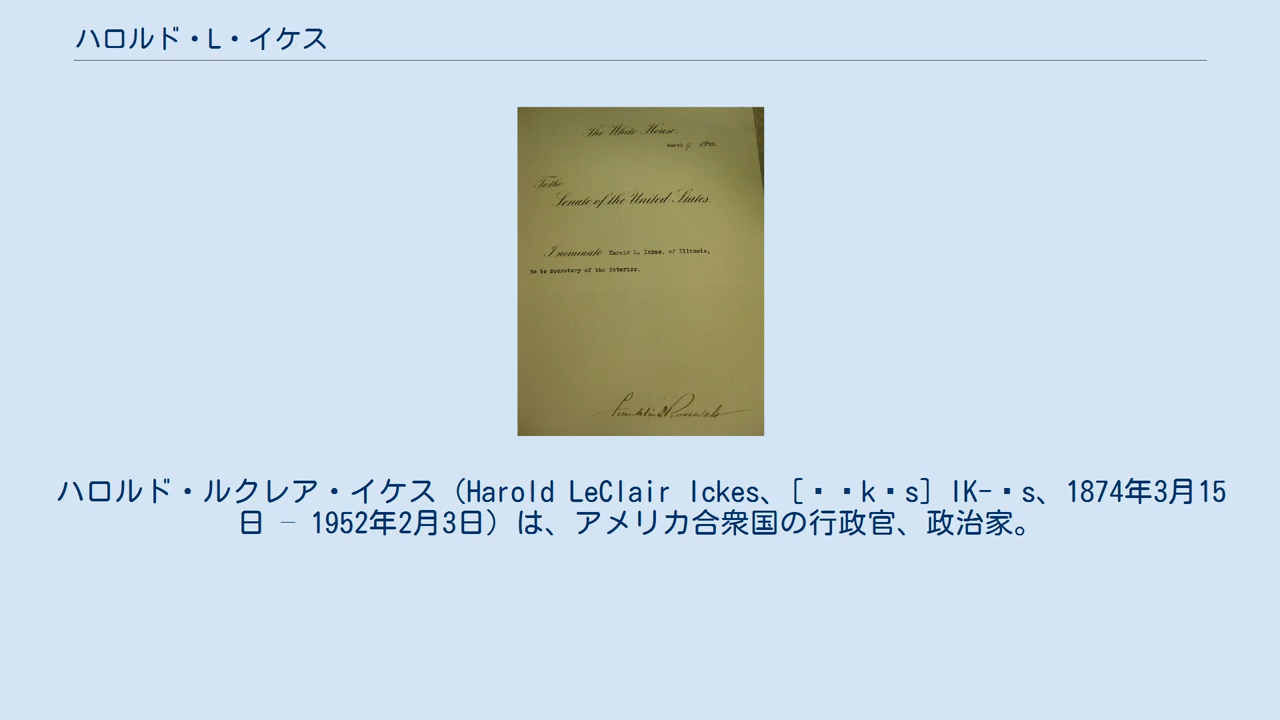 ハロルド・L・イケス
The White House
March
To the
Senate of the United States.
I nominate Harold L. Ickes, of Illinois,
to be Secretary of the Interior.
Franklin D Roosevelt
ハロルド・ルクレア・イケス（Harold LeClair Ickes、[・・k・s] IK-・s、1874年3月15
日 – 1952年2月3日）は、アメリカ合衆国の行政官、政治家。